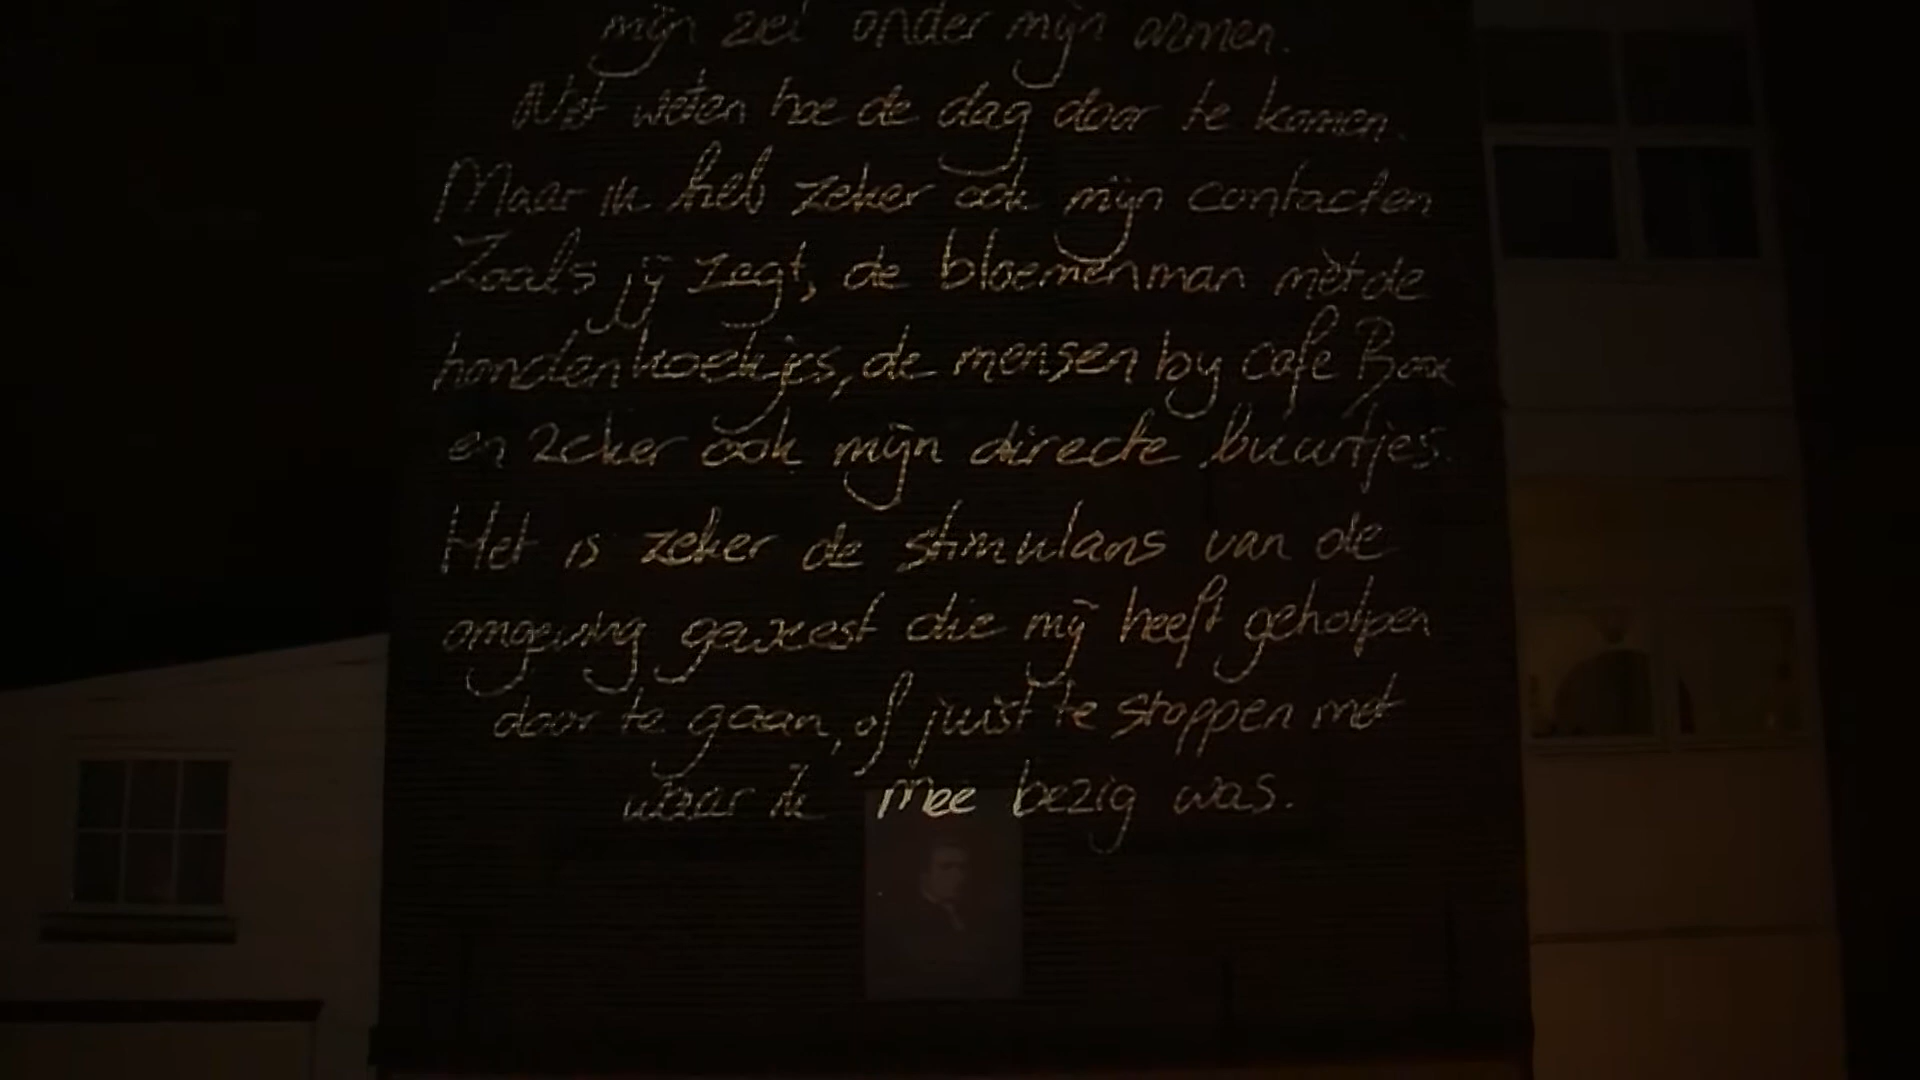 mijn ziel onder mijn armen.
Niet weten hoe de dag door te komen.
Maar ik heb zeker ook mijn contacten
Zoals jij zegt, de bloemenman mèt de
hondenkoekjes, de mensen by cafe
en zeker ook mijn directe buurtjes.
Het is zeker de stimulans van de
omgeving geweest die mij heeft geholpen
door te gaan, of juist te stoppen met
waar ik mee bezig was.